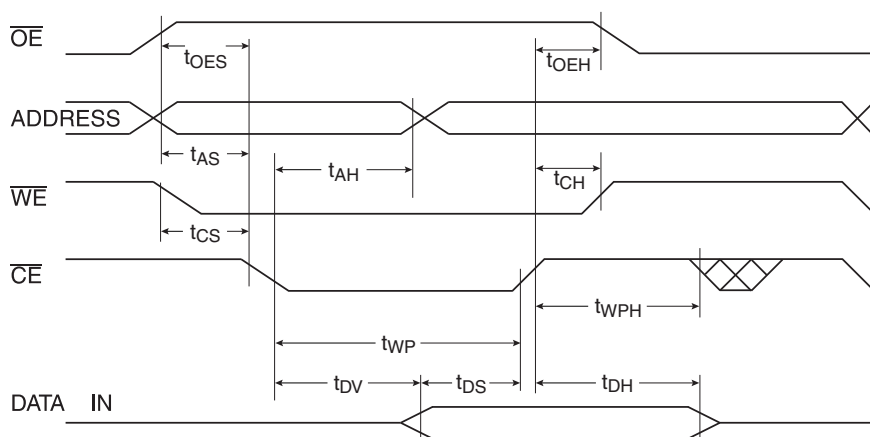 OE
tOES
tOEH
ADDRESS
tAS
tAH
tCH
WE
tCS
CE
tWPH
tWP
tDV
tDS
tDH
DATA IN